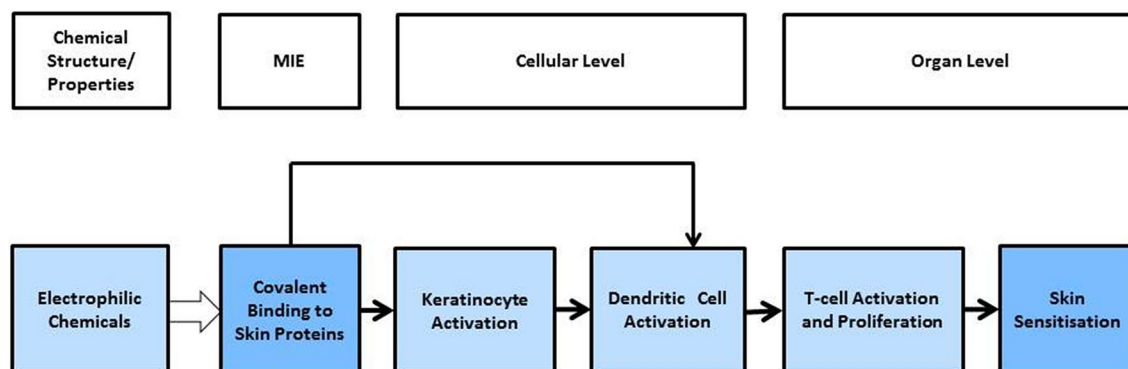 Chemical
Structure/
Properties
MIE
Cellular Level
Organ Level
Electrophilic
Chemicals
Covalent
Binding to
Skin Proteins
Keratinocyte
Activation
Dendritic Cell
Activation
T-cell Activation
and Proliferation
Skin
Sensitisation